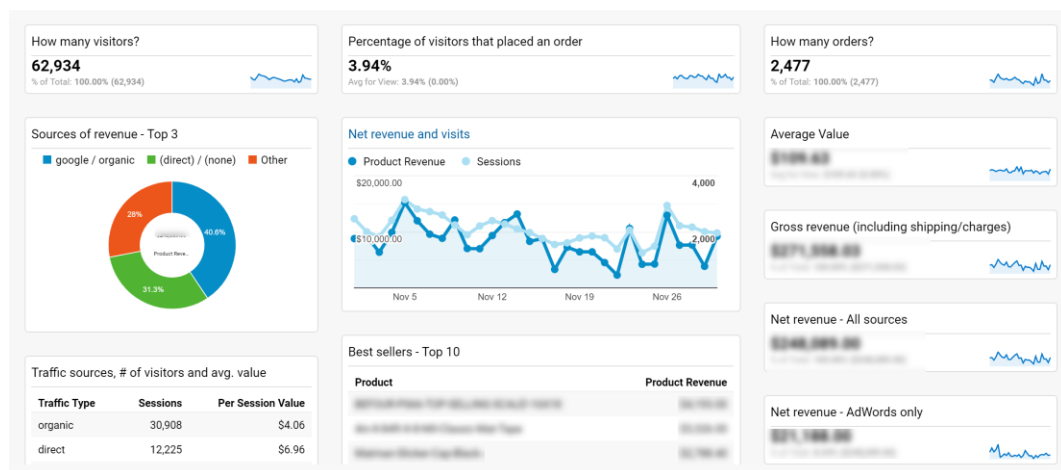 How many visitors?
62,934
% of Total: 100.00% (62,934)
Percentage of visitors that placed an order
3.94%
Avg for View: 3.94% (0.00%)
How many orders?
2,477
% of Total: 100.00% (2,477)
Sources of revenue - Top 3
google / organic (direct) / (none) Other
28%
40.6%
Product Reve..
31.3%
Net revenue and visits
Product Revenue Sessions
$20,000.00 4,000
$10,000.00 2,000
Nov 5 Nov 12 Nov 19 Nov 26
Average Value
Gross revenue (including shipping/charges)
Net revenue - All sources
Net revenue - AdWords only
Traffic sources, # of visitors and avg. value
Traffic Type Sessions Per Session Value
organic 30,908 $4.06
direct 12,225 $6.96
Best sellers - Top 10
Product Product Revenue